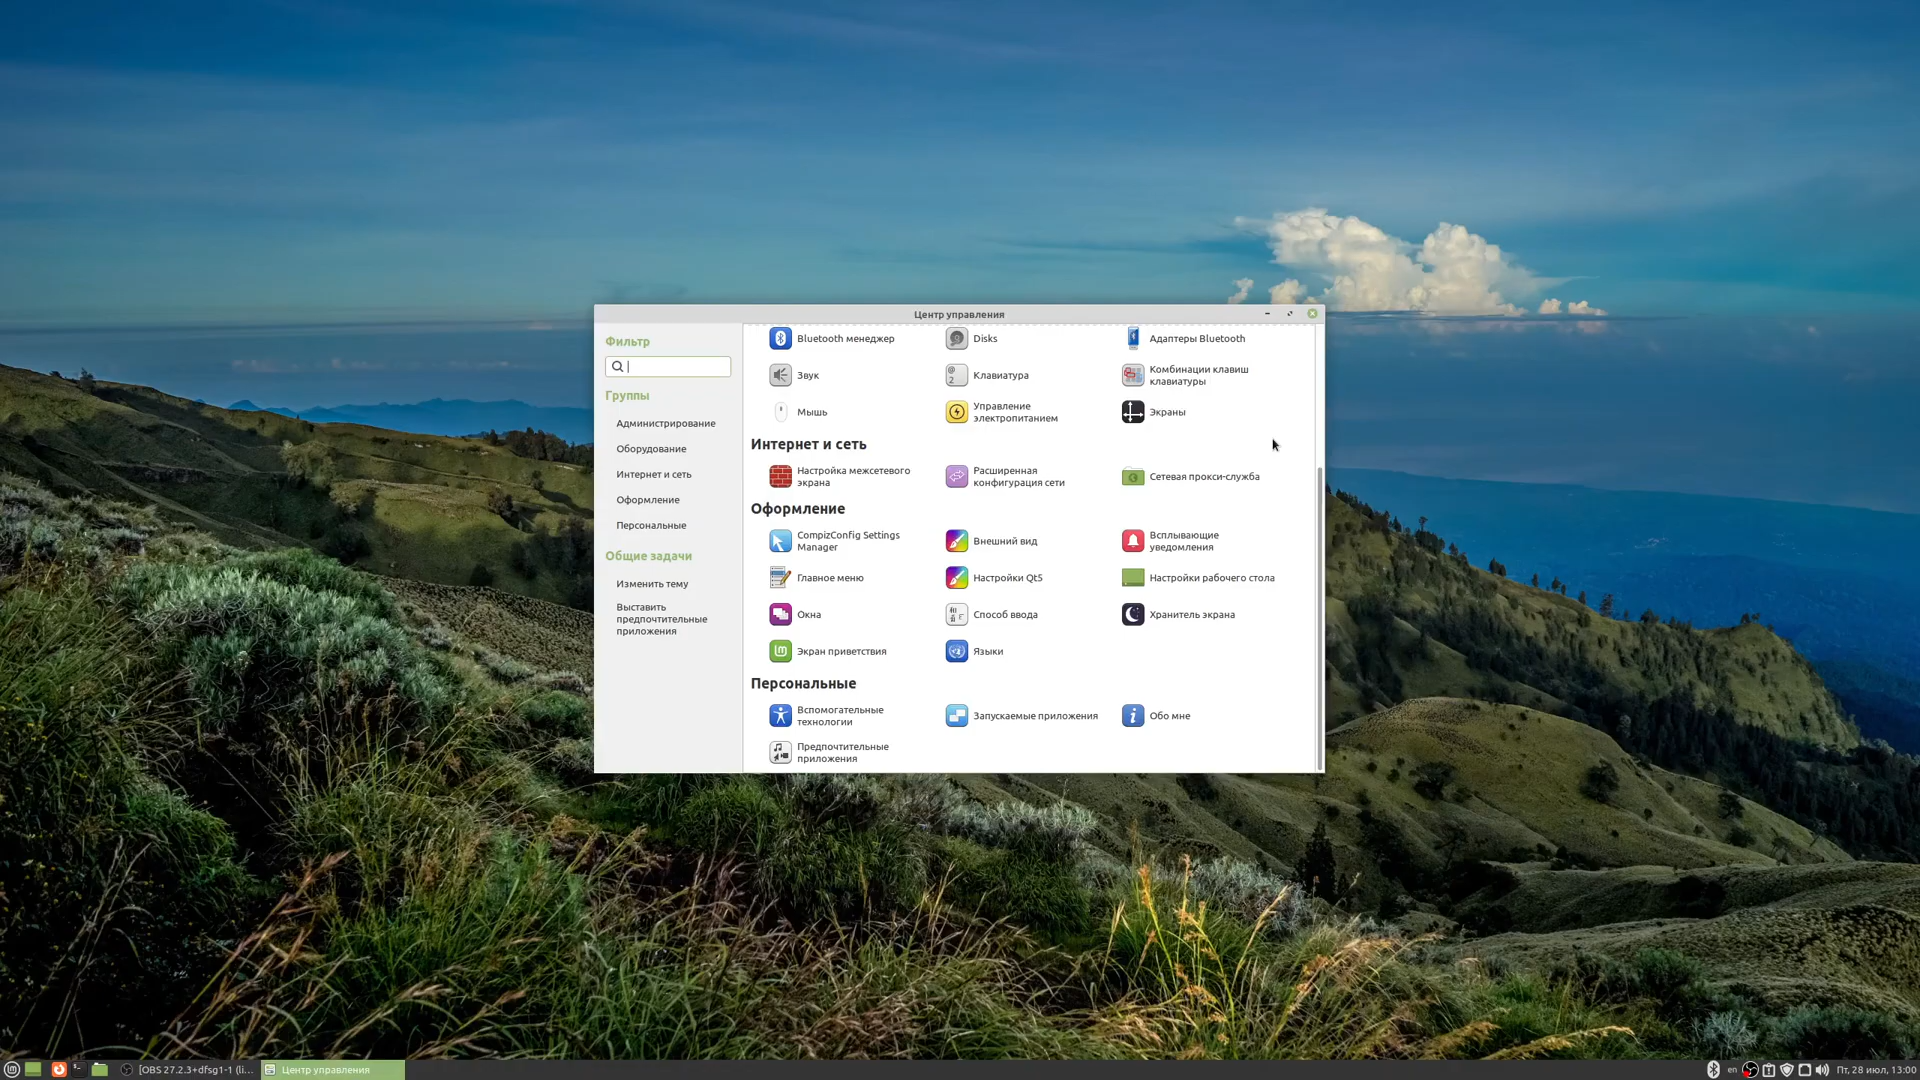 Центр управления
Фильтр
Группы
Администрирование
Оборудование
Интернет и сеть
Оформление
Персональные
Общие задачи
Изменить тему
Выставить
предпочтительные
приложения
Bluetooth менеджер
Disks
Адаптеры Bluetooth
Звук
Клавиатура
Комбинации клавиш
клавиатуры
Мышь
Управление
электропитанием
Экраны
Интернет и сеть
Настройка межсетевого
экрана
Расширенная
конфигурация сети
Сетевая прокси-служба
Оформление
CompizConfig Settings
Manager
Внешний вид
Всплывающие
уведомления
Главное меню
Настройки Qt5
Настройки рабочего стола
Окна
Способ ввода
Хранитель экрана
Экран приветствия
Языки
Персональные
Вспомогательные
технологии
Запускаемые приложения
Обо мне
Предпочтительные
приложения
[OBS 27.2.3+dfsg1-1 (li...
Центр управления
en
Пт, 28 июл, 13:00